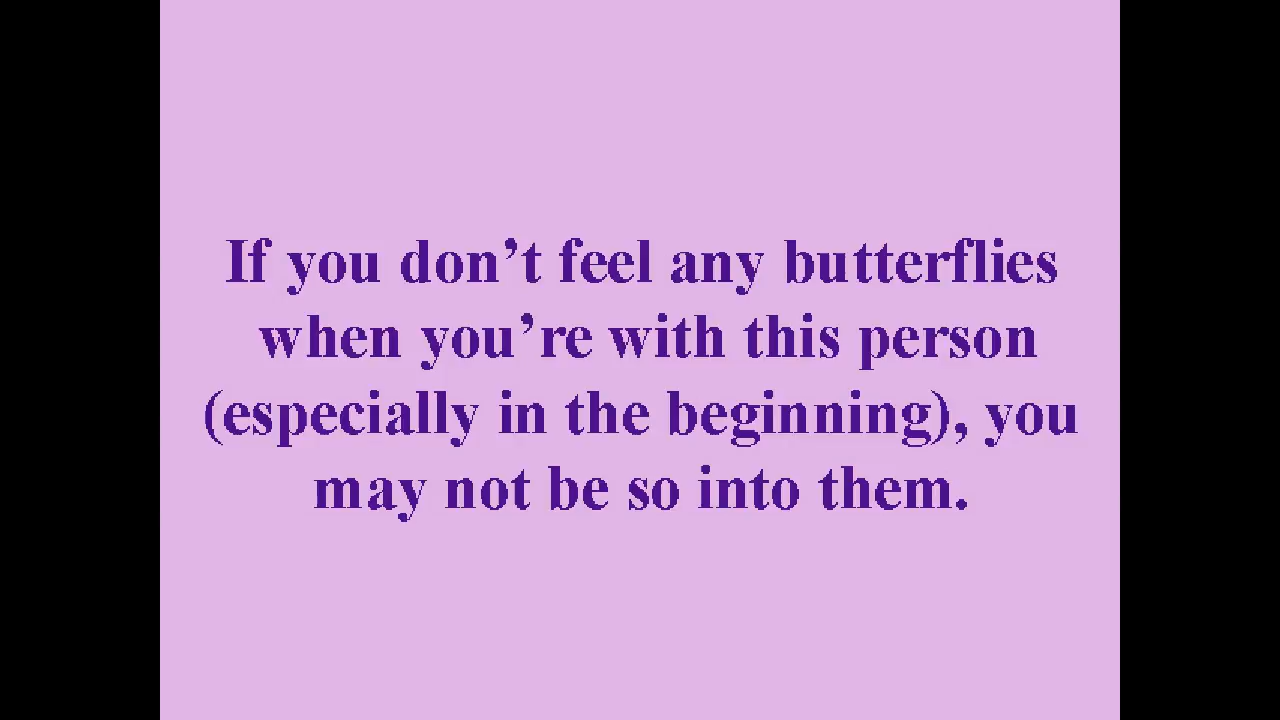 If you don’t feel any butterflies
when you’re with this person
(especially in the beginning), you
may not be so into them.